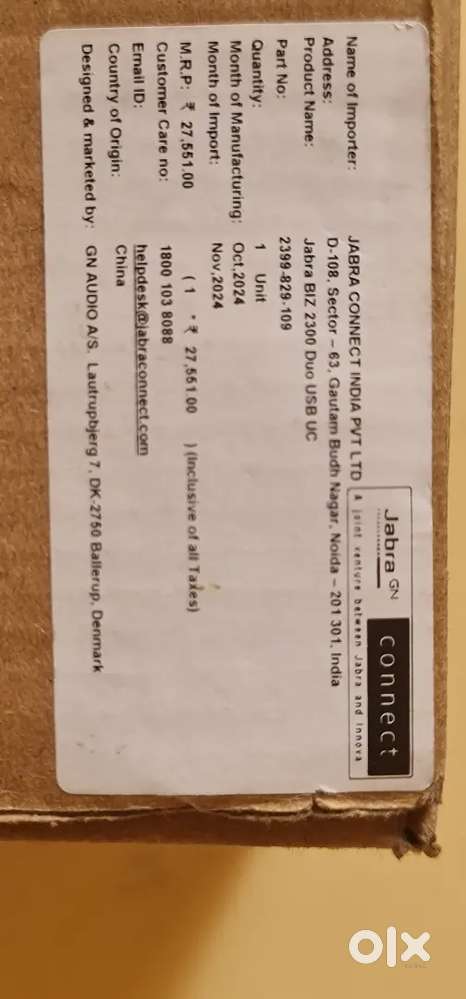 Jabra GN
connect
A joint venture between Jabra and Innova
Name of Importer: JABRA CONNECT INDIA PVT LTD
Address: D-108, Sector – 63, Gautam Budh Nagar, Noida – 201 301, India
Product Name: Jabra BIZ 2300 Duo USB UC
Part No: 2399-829-109
Quantity: 1 Unit
Month of Manufacturing: Oct,2024
Month of Import: Nov,2024
M.R.P: ₹ 27,551.00 ( 1 * ₹ 27,551.00 ) (Inclusive of all Taxes)
Customer Care no: 1800 103 8088
Email ID: helpdesk@jabraconnect.com
Country of Origin: China
Designed & marketed by: GN AUDIO A/S, Lautrupbjerg 7, DK-2750 Ballerup, Denmark
olx